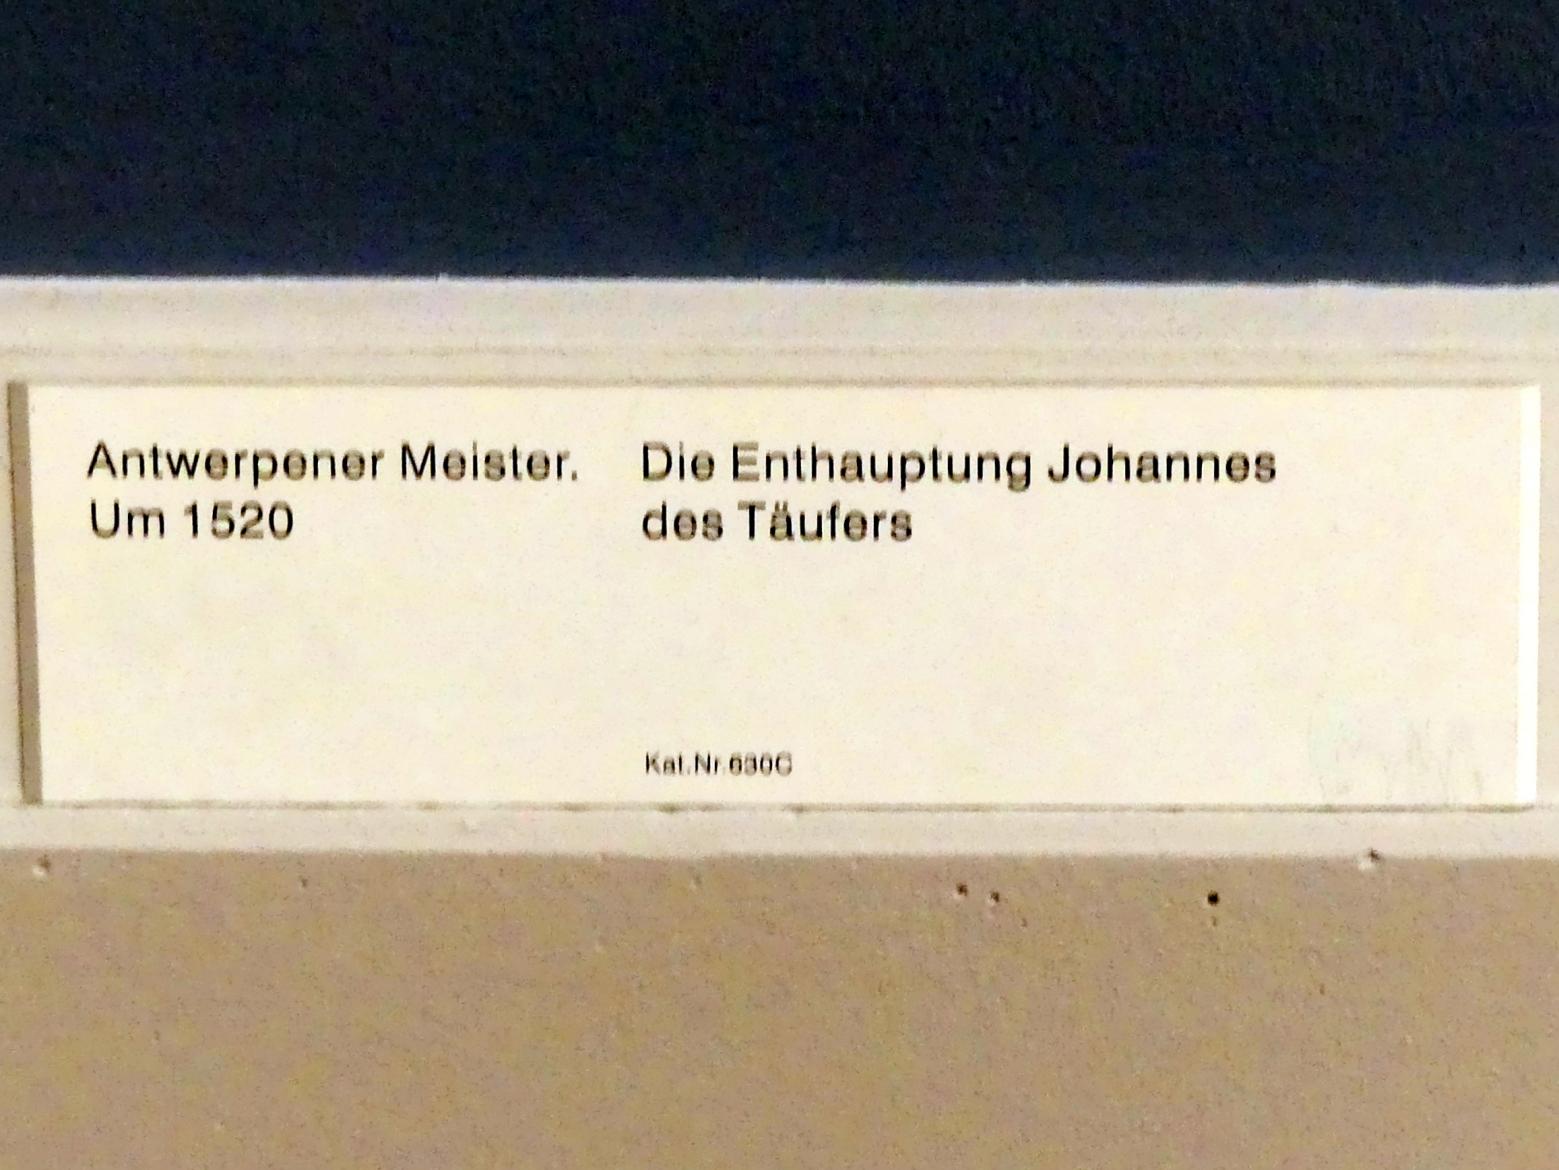 Antwerpener Meister.
Um 1520
Die Enthauptung Johannes
des Täufers
Kat.Nr.630C